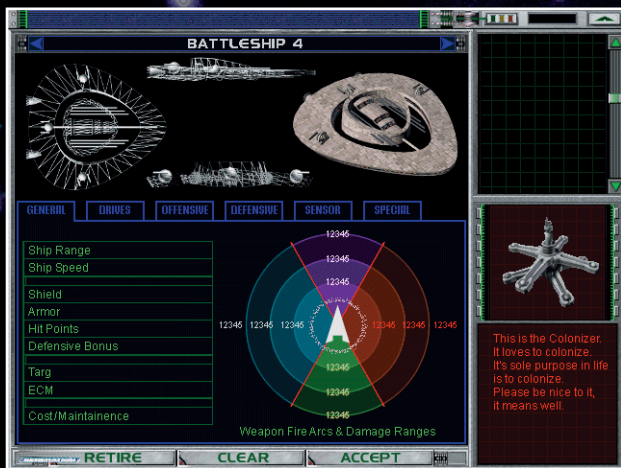 BATTLESHIP 4
GENERAL
DRIVES
OFFENSIVE
DEFENSIVE
SENSOR
SPECIAL
Ship Range
Ship Speed
Shield
Armor
Hit Points
Defensive Bonus
Targ
ECM
Cost/Maintainence
12345
12345
12345
12345 12345 12345
12345 12345 12345
12345
12345
12345
Weapon Fire Arcs & Damage Ranges
This is the Colonizer.
It loves to colonize.
It's sole purpose in life
is to colonize.
Please be nice to it,
it means well.
RETIRE
CLEAR
ACCEPT